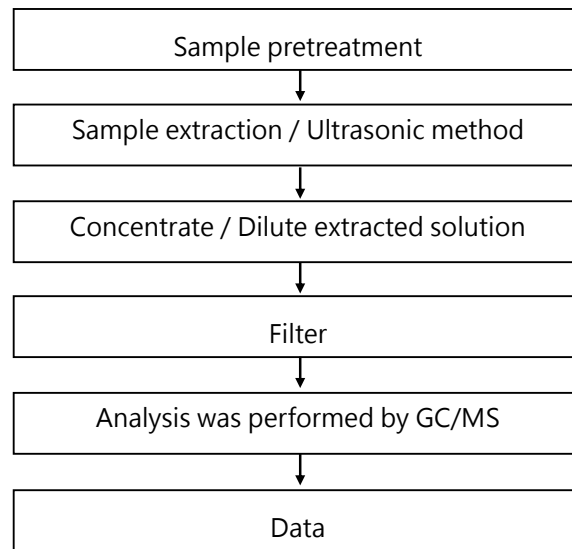 Sample pretreatment
Sample extraction / Ultrasonic method
Concentrate / Dilute extracted solution
Filter
Analysis was performed by GC/MS
Data